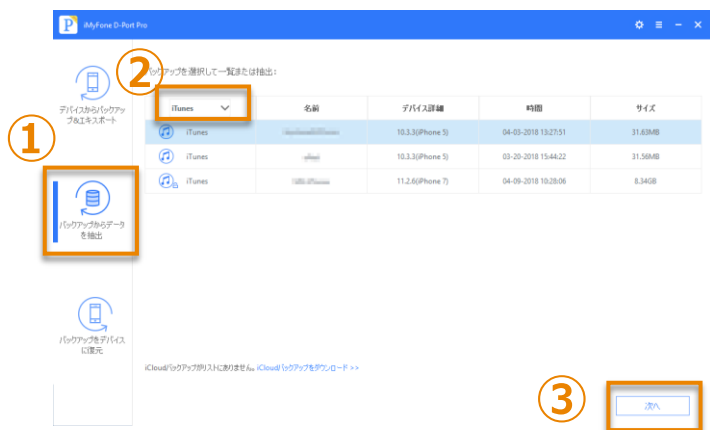 P iMyFone D-Port Pro
バックアップを選択して一覧または抽出：
デバイスからバックアッ
プ&エキスポート
①
②
iTunes 名前 デバイス詳細 時間 サイズ
iTunes 10.3.3(iPhone 5) 04-03-2018 13:27:51 31.63MB
iTunes 10.3.3(iPhone 5) 03-20-2018 15:44:22 31.56MB
iTunes 11.2.6(iPhone 7) 04-09-2018 10:28:06 8.34GB
バックアップからデータ
を抽出
バックアップをデバイス
に復元
iCloudバックアップがリストにありません。iCloudバックアップをダウンロード >>
③
次へ